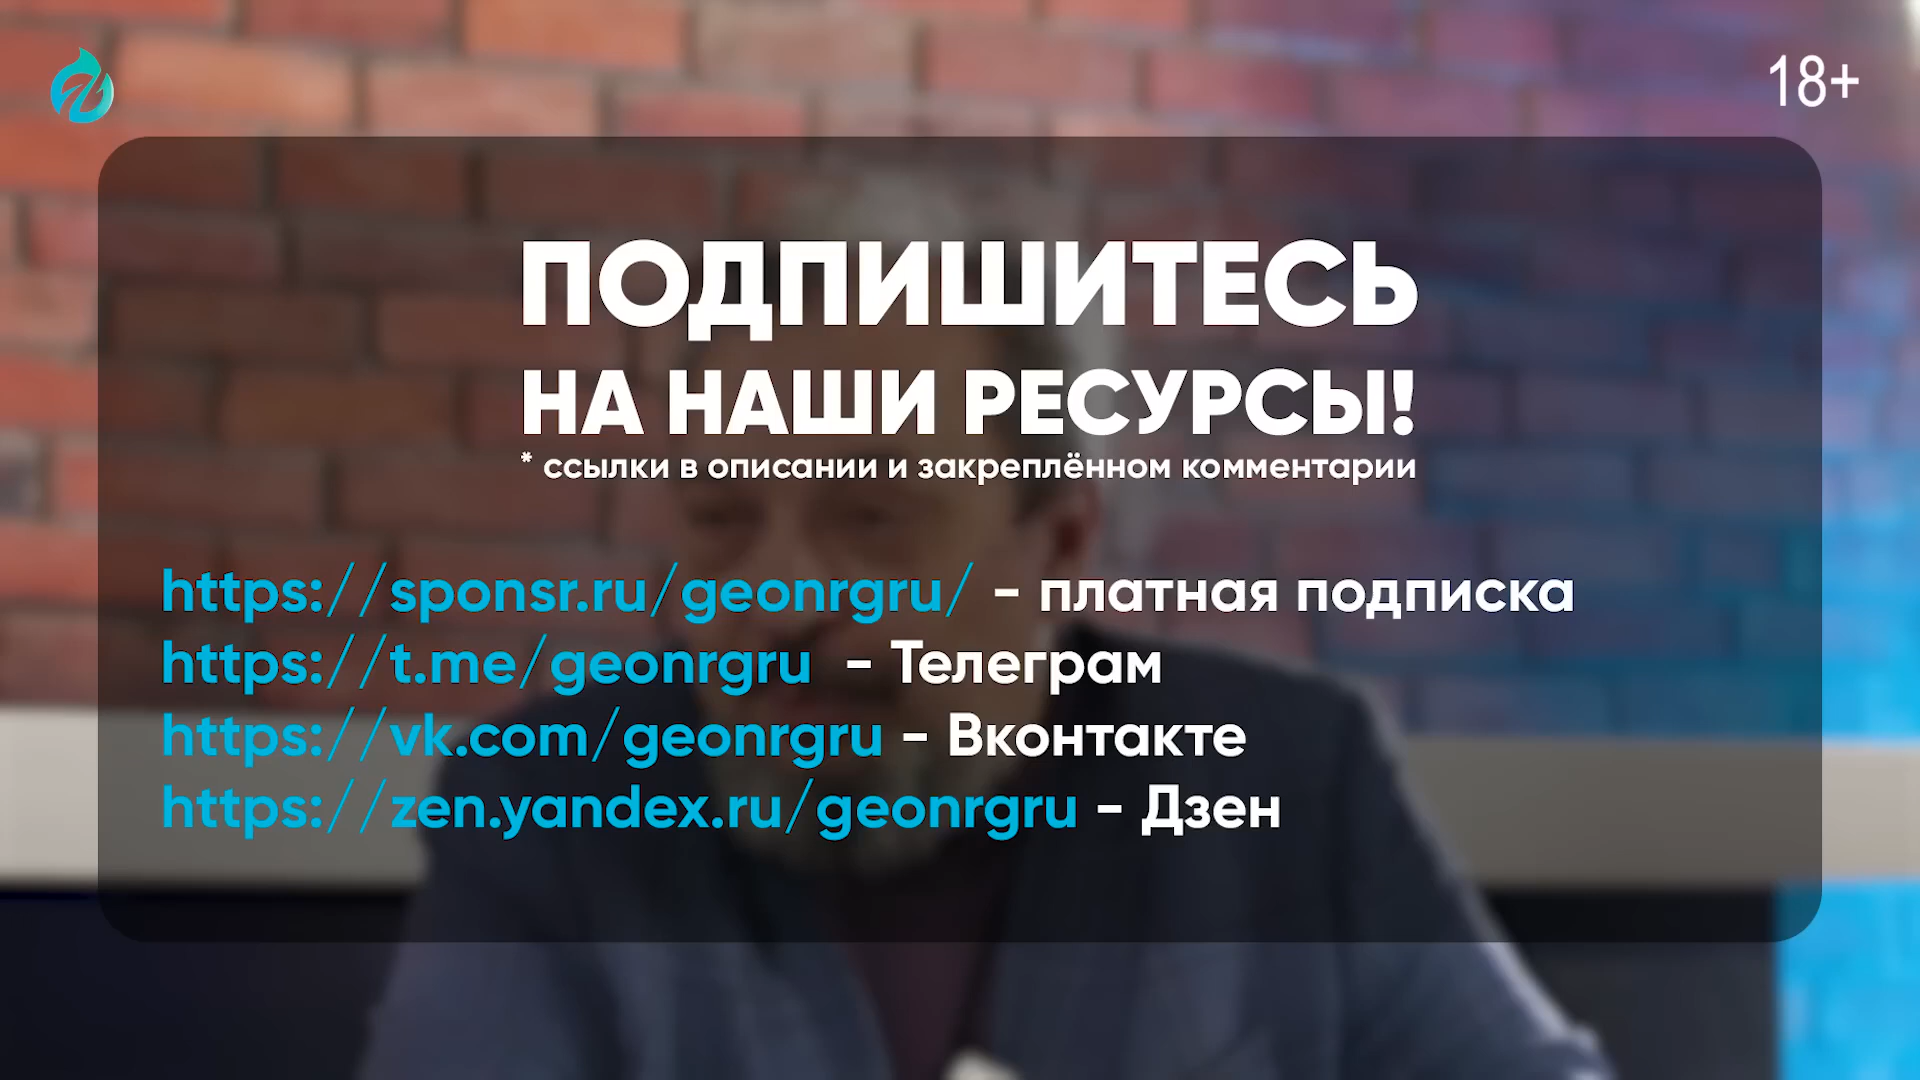 18+
ПОДПИШИТЕСЬ
НА НАШИ РЕСУРСЫ!
* ссылки в описании и закреплённом комментарии
https://sponsr.ru/geonrgru/ - платная подписка
https://t.me/geonrgru - Телеграм
https://vk.com/geonrgru - Вконтакте
https://zen.yandex.ru/geonrgru - Дзен